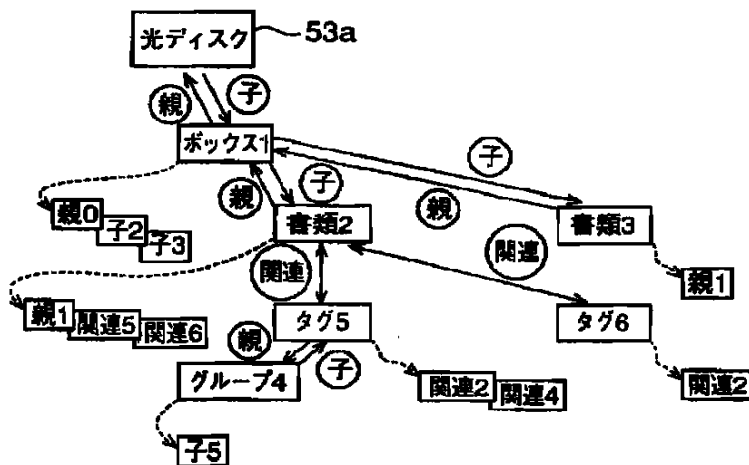 光ディスク
53a
親
子
ボックス1
子
親
子
親
親0
子2
子3
書類2
書類3
関連
関連
親1
親1
関連5
関連6
タグ5
タグ6
親
子
グループ4
関連2
関連4
関連2
子5